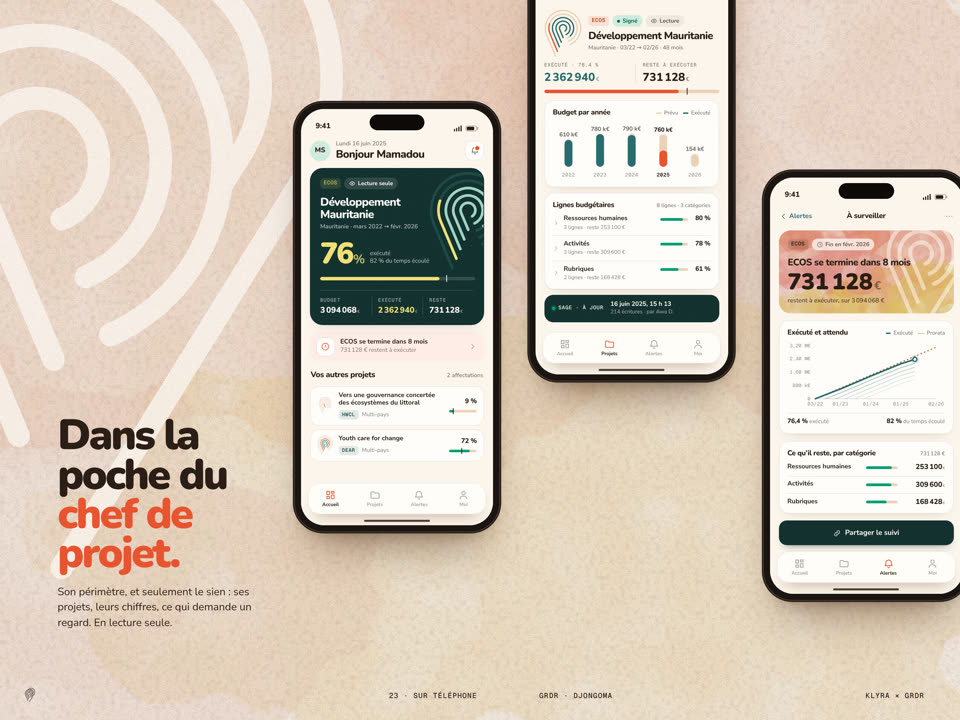 Dans la
poche du
chef de
projet.
Son périmètre, et seulement le sien : ses
projets, leurs chiffres, ce qui demande un
regard. En lecture seule.
9:41
MS
Lundi 16 juin 2025
Bonjour Mamadou
ECOS
Lecture seule
Développement
Mauritanie
Mauritanie · mars 2022 → févr. 2026
76%
exécuté
82 % du temps écoulé
BUDGET
EXÉCUTÉ
RESTE
3 094 068 €
2 362 940 €
731 128 €
ECOS se termine dans 8 mois
731 128 € restent à exécuter
Vos autres projets
2 affectations
Vers une gouvernance concertée
des écosystèmes du littoral
9 %
HWCL
Multi-pays
Youth care for change
72 %
DEAR
Multi-pays
Accueil
Projets
Alertes
Moi
ECOS
Signé
Lecture
Développement Mauritanie
Mauritanie · 03/22 → 02/26 · 48 mois
EXÉCUTÉ · 76.4 %
RESTE À EXÉCUTER
2 362 940 €
731 128 €
Budget par année
Prévu
Exécuté
610 k€
780 k€
790 k€
760 k€
154 k€
2022
2023
2024
2025
2026
Lignes budgétaires
8 lignes · 3 catégories
Ressources humaines
80 %
3 lignes · reste 253 100 €
Activités
78 %
3 lignes · reste 309 600 €
Rubriques
61 %
2 lignes · reste 168 428 €
SAGE · À JOUR
16 juin 2025, 15 h 13
214 écritures · par Awa D.
Accueil
Projets
Alertes
Moi
9:41
Alertes
À surveiller
ECOS
Fin en févr. 2026
ECOS se termine dans 8 mois
731 128 €
restent à exécuter, sur 3 094 068 €
Exécuté et attendu
Exécuté
Prorata
3.20 M€
2.40 M€
1.60 M€
800 k€
0
03/22
01/23
01/24
01/25
02/26
76,4 % exécuté
82 % du temps écoulé
Ce qu'il reste, par catégorie
731 128 €
Ressources humaines
253 100 €
Activités
309 600 €
Rubriques
168 428 €
Partager le suivi
Accueil
Projets
Alertes
Moi
23 · SUR TÉLÉPHONE
GRDR · DJONGOMA
KLYRA × GRDR